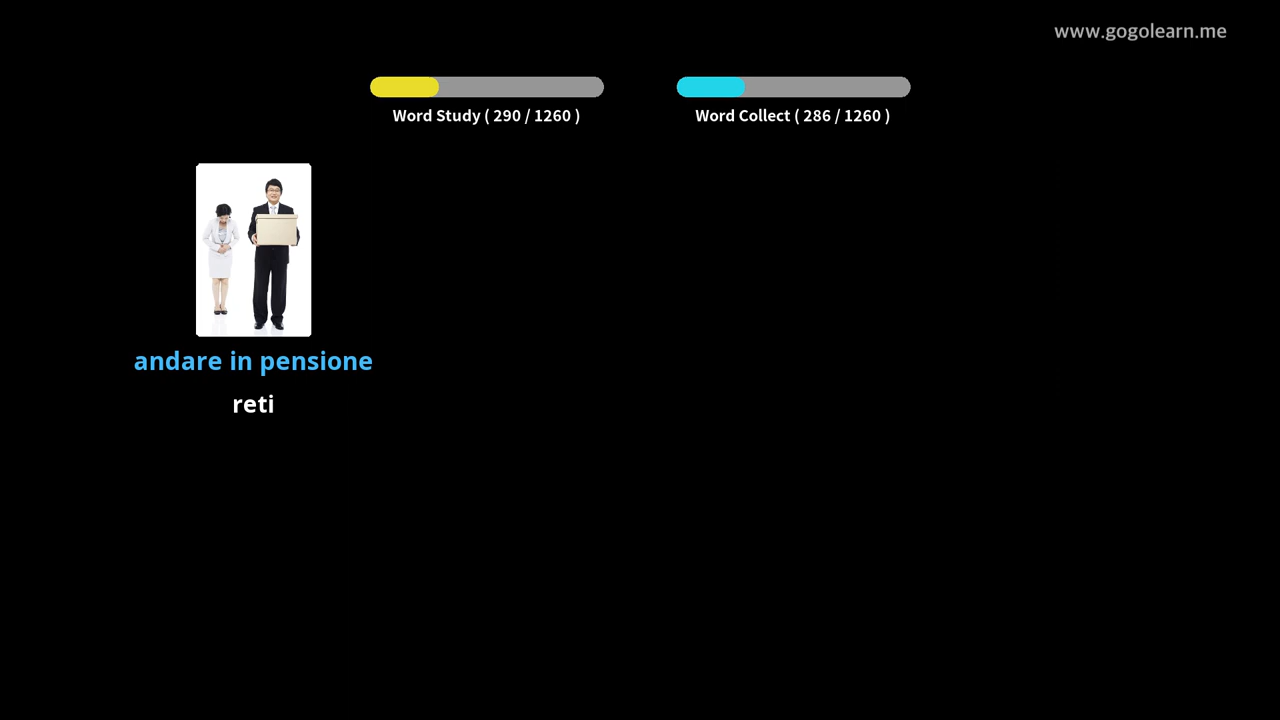 www.gogolearn.me
Word Study ( 290 / 1260 )
Word Collect ( 286 / 1260 )
andare in pensione
reti